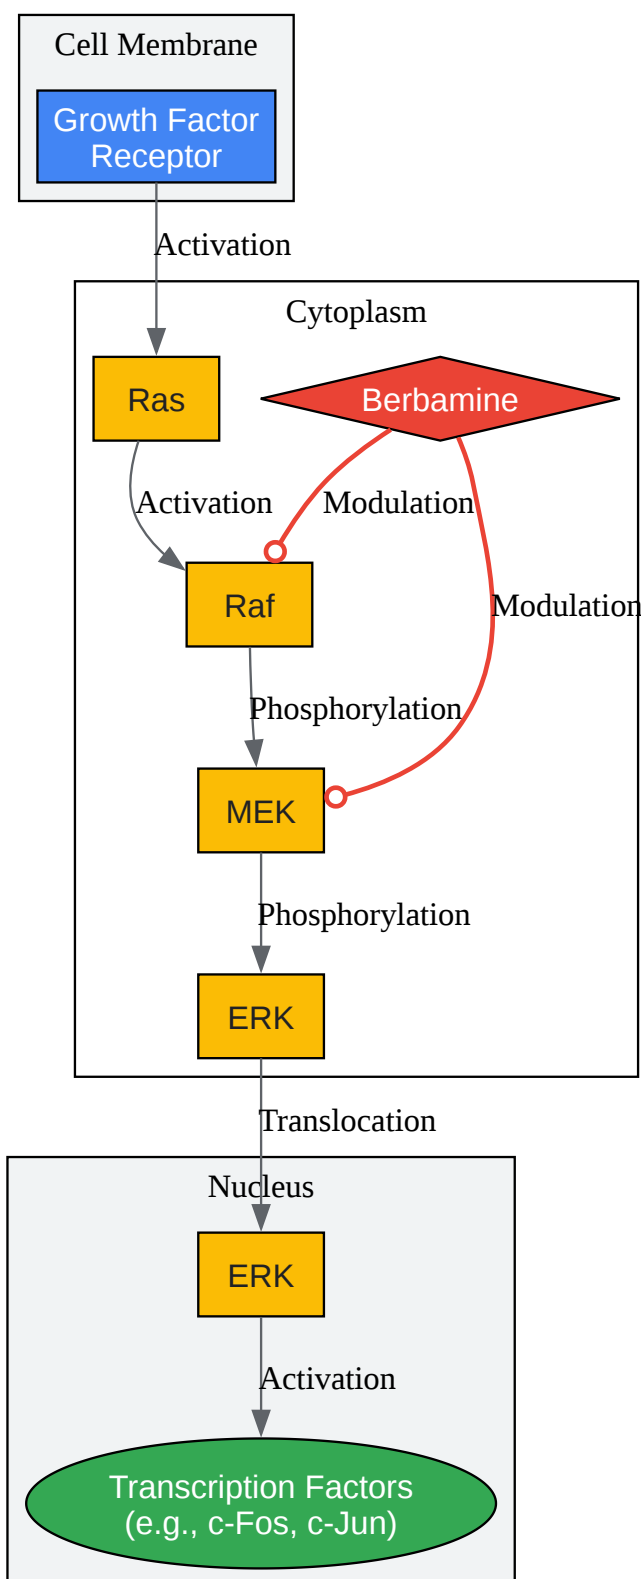 Cell Membrane
Growth Factor
Receptor
Activation
Cytoplasm
Ras
Berbamine
Activation
Modulation
Raf
Modulation
Phosphorylation
MEK
Phosphorylation
ERK
Translocation
Nucleus
ERK
Activation
Transcription Factors
(e.g., c-Fos, c-Jun)